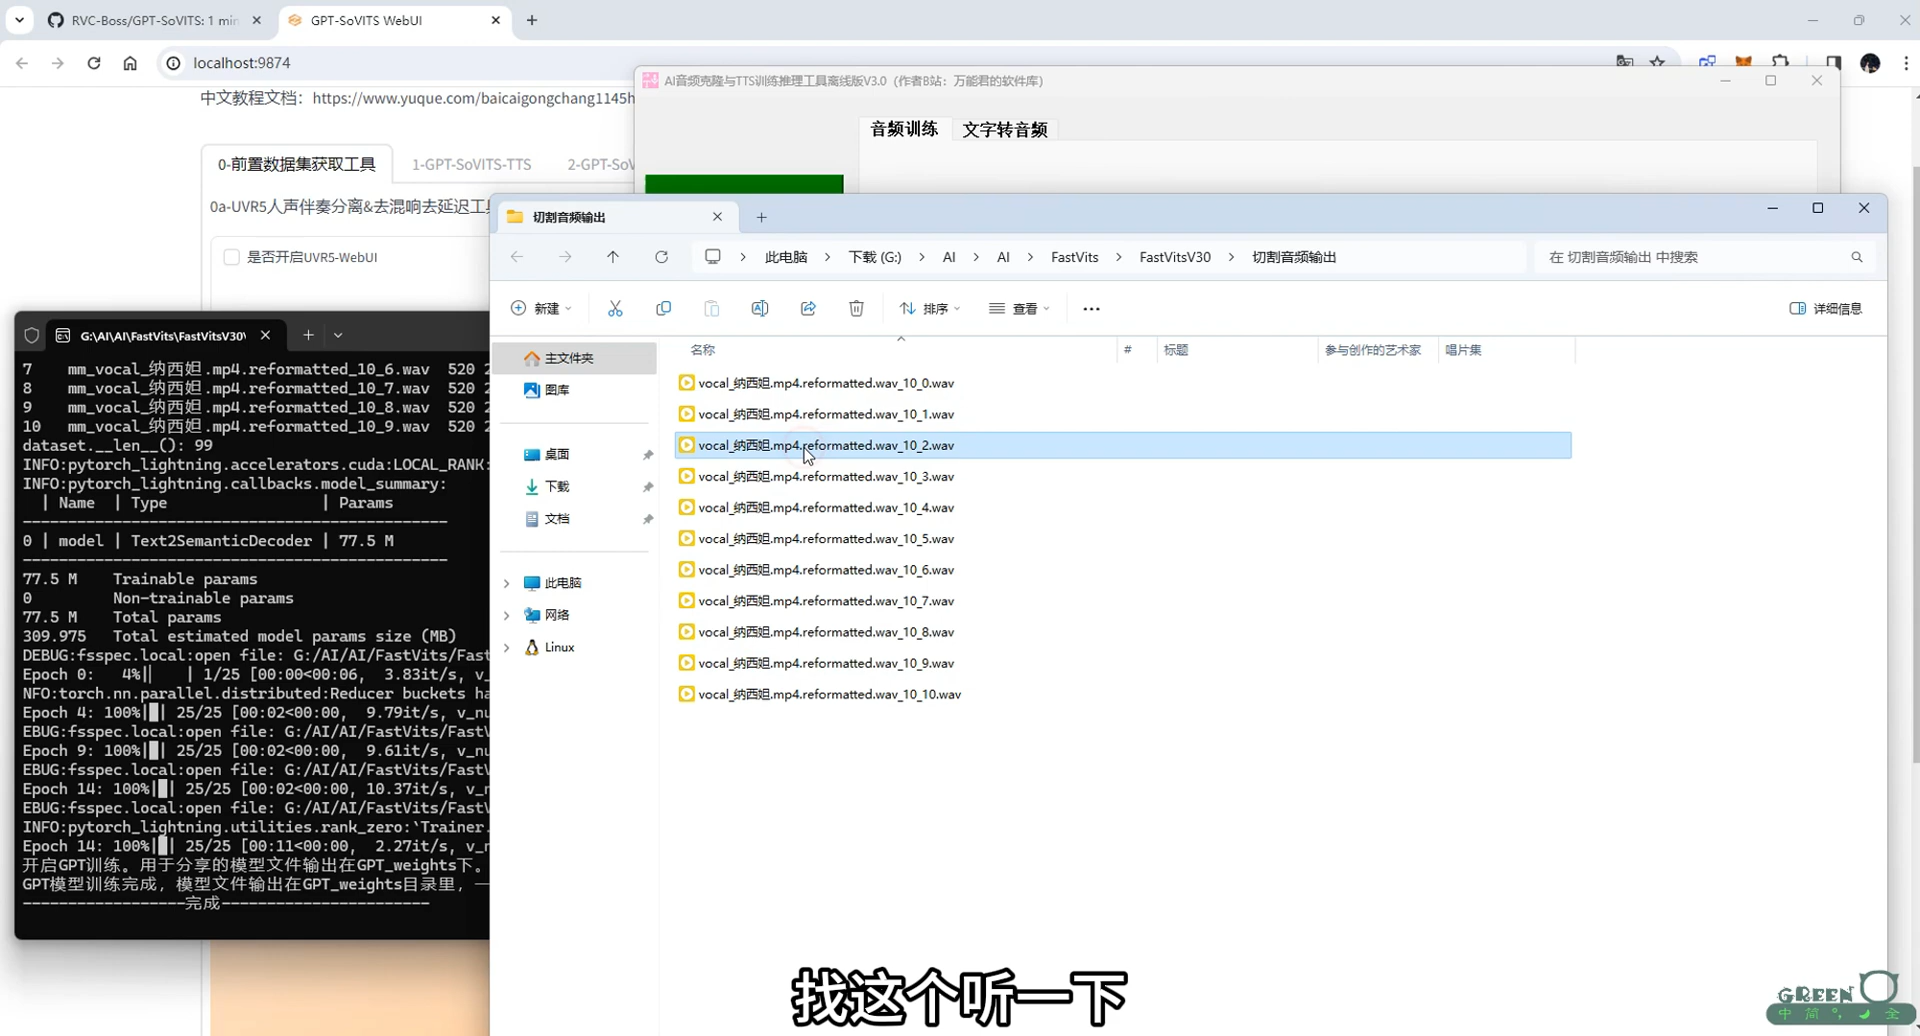 RVC-Boss/GPT-SoVITS: 1 min
GPT-SoVITS WebUI
localhost:9874
中文教程文档：https://www.yuque.com/baicaigongchang1145h
0-前置数据集获取工具
1-GPT-SoVITS-TTS
2-GPT-SoV
0a-UVR5人声伴奏分离&去混响去延迟工具
是否开启UVR5-WebUI
AI音频克隆与TTS训练推理工具离线版V3.0（作者B站：万能君的软件库）
音频训练
文字转音频
切割音频输出
此电脑
下载 (G:)
AI
AI
FastVits
FastVitsV30
切割音频输出
在 切割音频输出 中搜索
新建
排序
查看
详细信息
主文件夹
图库
桌面
下载
文档
此电脑
网络
Linux
名称
#
标题
参与创作的艺术家
唱片集
vocal_纳西妲.mp4.reformatted.wav_10_0.wav
vocal_纳西妲.mp4.reformatted.wav_10_1.wav
vocal_纳西妲.mp4.reformatted.wav_10_2.wav
vocal_纳西妲.mp4.reformatted.wav_10_3.wav
vocal_纳西妲.mp4.reformatted.wav_10_4.wav
vocal_纳西妲.mp4.reformatted.wav_10_5.wav
vocal_纳西妲.mp4.reformatted.wav_10_6.wav
vocal_纳西妲.mp4.reformatted.wav_10_7.wav
vocal_纳西妲.mp4.reformatted.wav_10_8.wav
vocal_纳西妲.mp4.reformatted.wav_10_9.wav
vocal_纳西妲.mp4.reformatted.wav_10_10.wav
G:\AI\AI\FastVits\FastVitsV30\
7 mm_vocal_纳西妲.mp4.reformatted_10_6.wav 520 2
8 mm_vocal_纳西妲.mp4.reformatted_10_7.wav 520 2
9 mm_vocal_纳西妲.mp4.reformatted_10_8.wav 520 2
10 mm_vocal_纳西妲.mp4.reformatted_10_9.wav 520 2
dataset.__len__(): 99
INFO:pytorch_lightning.accelerators.cuda:LOCAL_RANK:
INFO:pytorch_lightning.callbacks.model_summary:
| Name | Type | Params
0 | model | Text2SemanticDecoder | 77.5 M
77.5 M Trainable params
0 Non-trainable params
77.5 M Total params
309.975 Total estimated model params size (MB)
DEBUG:fsspec.local:open file: G:/AI/AI/FastVits/Fast
Epoch 0: 4%| | 1/25 [00:00<00:06, 3.83it/s, v_
NFO:torch.nn.parallel.distributed:Reducer buckets ha
Epoch 4: 100%|█| 25/25 [00:02<00:00, 9.79it/s, v_nu
EBUG:fsspec.local:open file: G:/AI/AI/FastVits/FastV
Epoch 9: 100%|█| 25/25 [00:02<00:00, 9.61it/s, v_nu
EBUG:fsspec.local:open file: G:/AI/AI/FastVits/FastV
Epoch 14: 100%|█| 25/25 [00:02<00:00, 10.37it/s, v_n
EBUG:fsspec.local:open file: G:/AI/AI/FastVits/FastV
INFO:pytorch_lightning.utilities.rank_zero:`Trainer.
Epoch 14: 100%|█| 25/25 [00:11<00:00, 2.27it/s, v_n
开启GPT训练。用于分享的模型文件输出在GPT_weights下。
GPT模型训练完成，模型文件输出在GPT_weights目录里，一
------------------完成-----------------------
找这个听一下
GREEN
中 简 °, 全